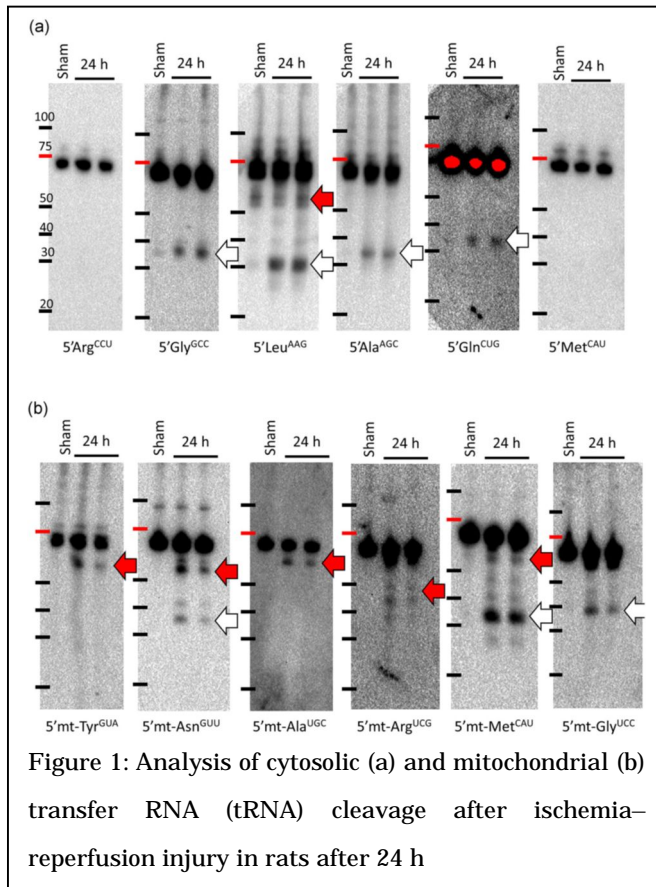 (a)
Sham 24 h Sham 24 h Sham 24 h Sham 24 h Sham 24 h Sham 24 h
100
75
50
40
30
20
5'Arg^CCU 5'Gly^GCC 5'Leu^AAG 5'Ala^AGC 5'Gln^CUG 5'Met^CAU
(b)
Sham 24 h Sham 24 h Sham 24 h Sham 24 h Sham 24 h Sham 24 h
5'mt-Tyr^GUA 5'mt-Asn^GUU 5'mt-Ala^UGC 5'mt-Arg^UCG 5'mt-Met^CAU 5'mt-Gly^UCC
Figure 1: Analysis of cytosolic (a) and mitochondrial (b)
transfer RNA (tRNA) cleavage after ischemia–
reperfusion injury in rats after 24 h